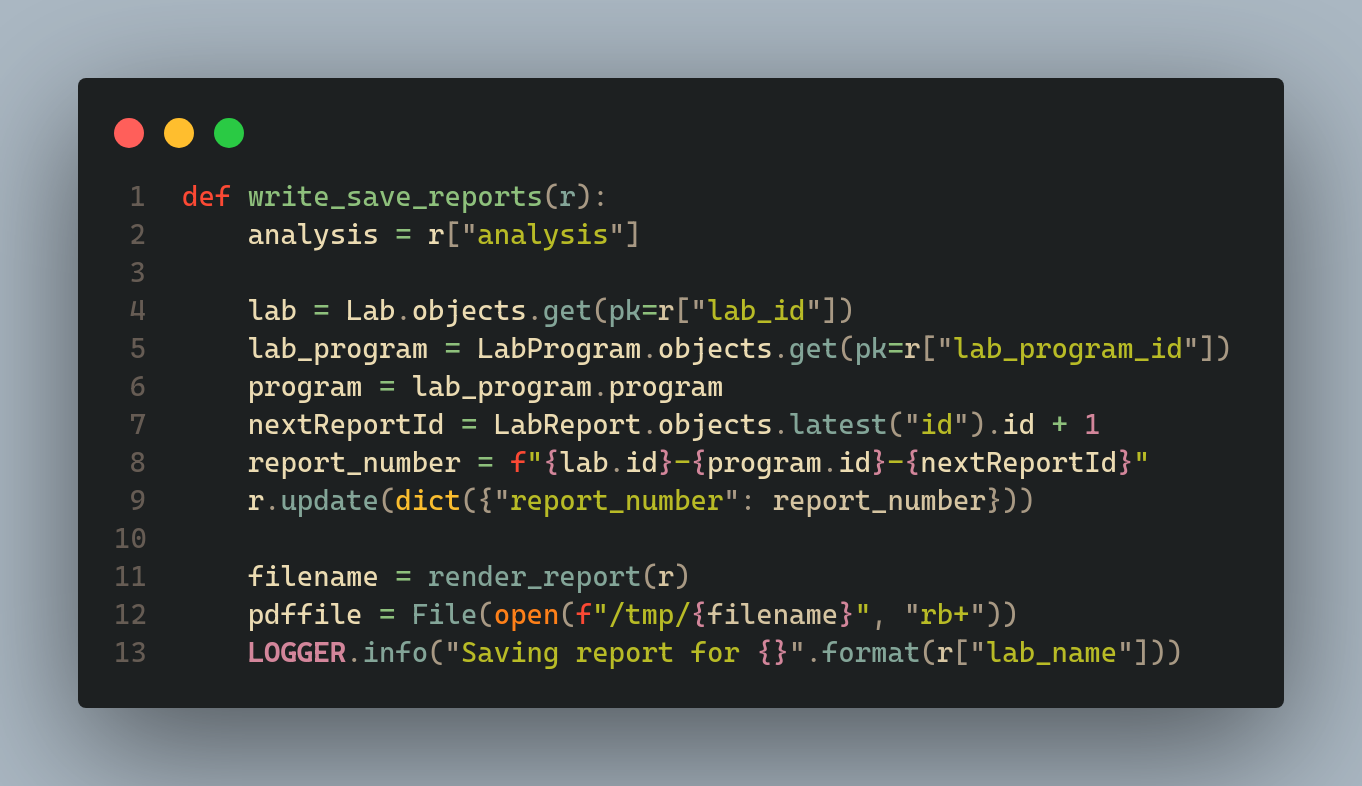 1 def write_save_reports(r):
2     analysis = r["analysis"]
3
4     lab = Lab.objects.get(pk=r["lab_id"])
5     lab_program = LabProgram.objects.get(pk=r["lab_program_id"])
6     program = lab_program.program
7     nextReportId = LabReport.objects.latest("id").id + 1
8     report_number = f"{lab.id}-{program.id}-{nextReportId}"
9     r.update(dict({"report_number": report_number}))
10
11     filename = render_report(r)
12     pdffile = File(open(f"/tmp/{filename}", "rb+"))
13     LOGGER.info("Saving report for {}".format(r["lab_name"]))